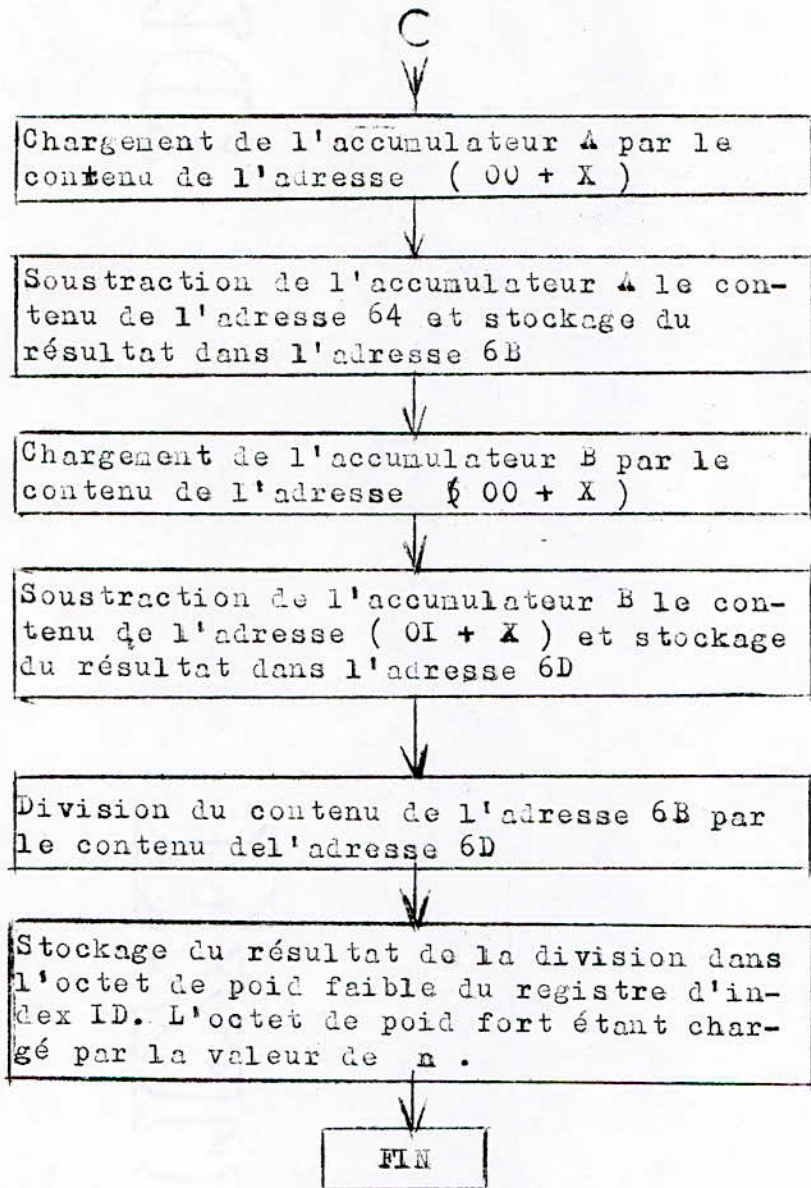 C
Chargement de l'accumulateur A par le
contenu de l'adresse ( 00 + X )
Soustraction de l'accumulateur A le con-
tenu de l'adresse 64 et stockage du
résultat dans l'adresse 6B
Chargement de l'accumulateur B par le
contenu de l'adresse ( 00 + X )
Soustraction de l'accumulateur B le con-
tenu de l'adresse ( 0I + X ) et stockage
du résultat dans l'adresse 6D
Division du contenu de l'adresse 6B par
le contenu del'adresse 6D
Stockage du résultat de la division dans
l'octet de poid faible du registre d'in-
dex ID. L'octet de poid fort étant char-
gé par la valeur de n .
FIN